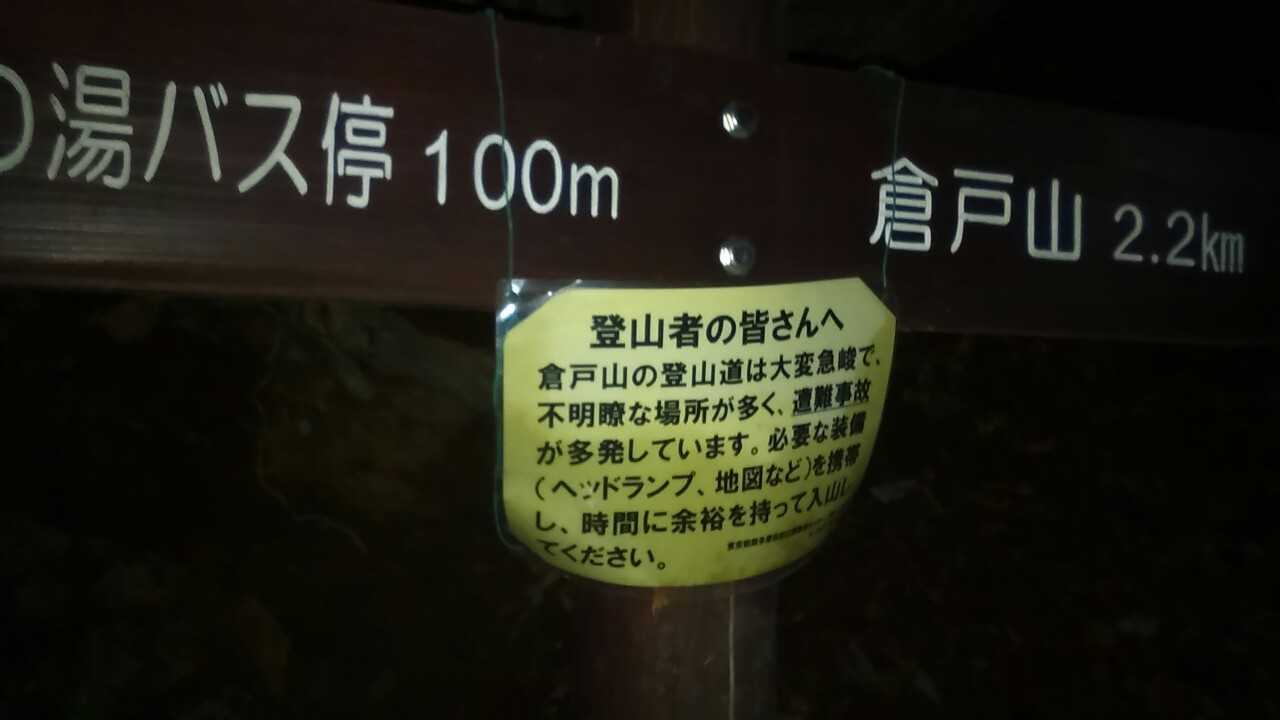 の湯バス停 100m
倉戸山 2.2km
登山者の皆さんへ
倉戸山の登山道は大変急峻で、
不明瞭な場所が多く、遭難事故
が多発しています。必要な装備
(ヘッドランプ、地図など)を携帯
し、時間に余裕を持って入山し
てください。